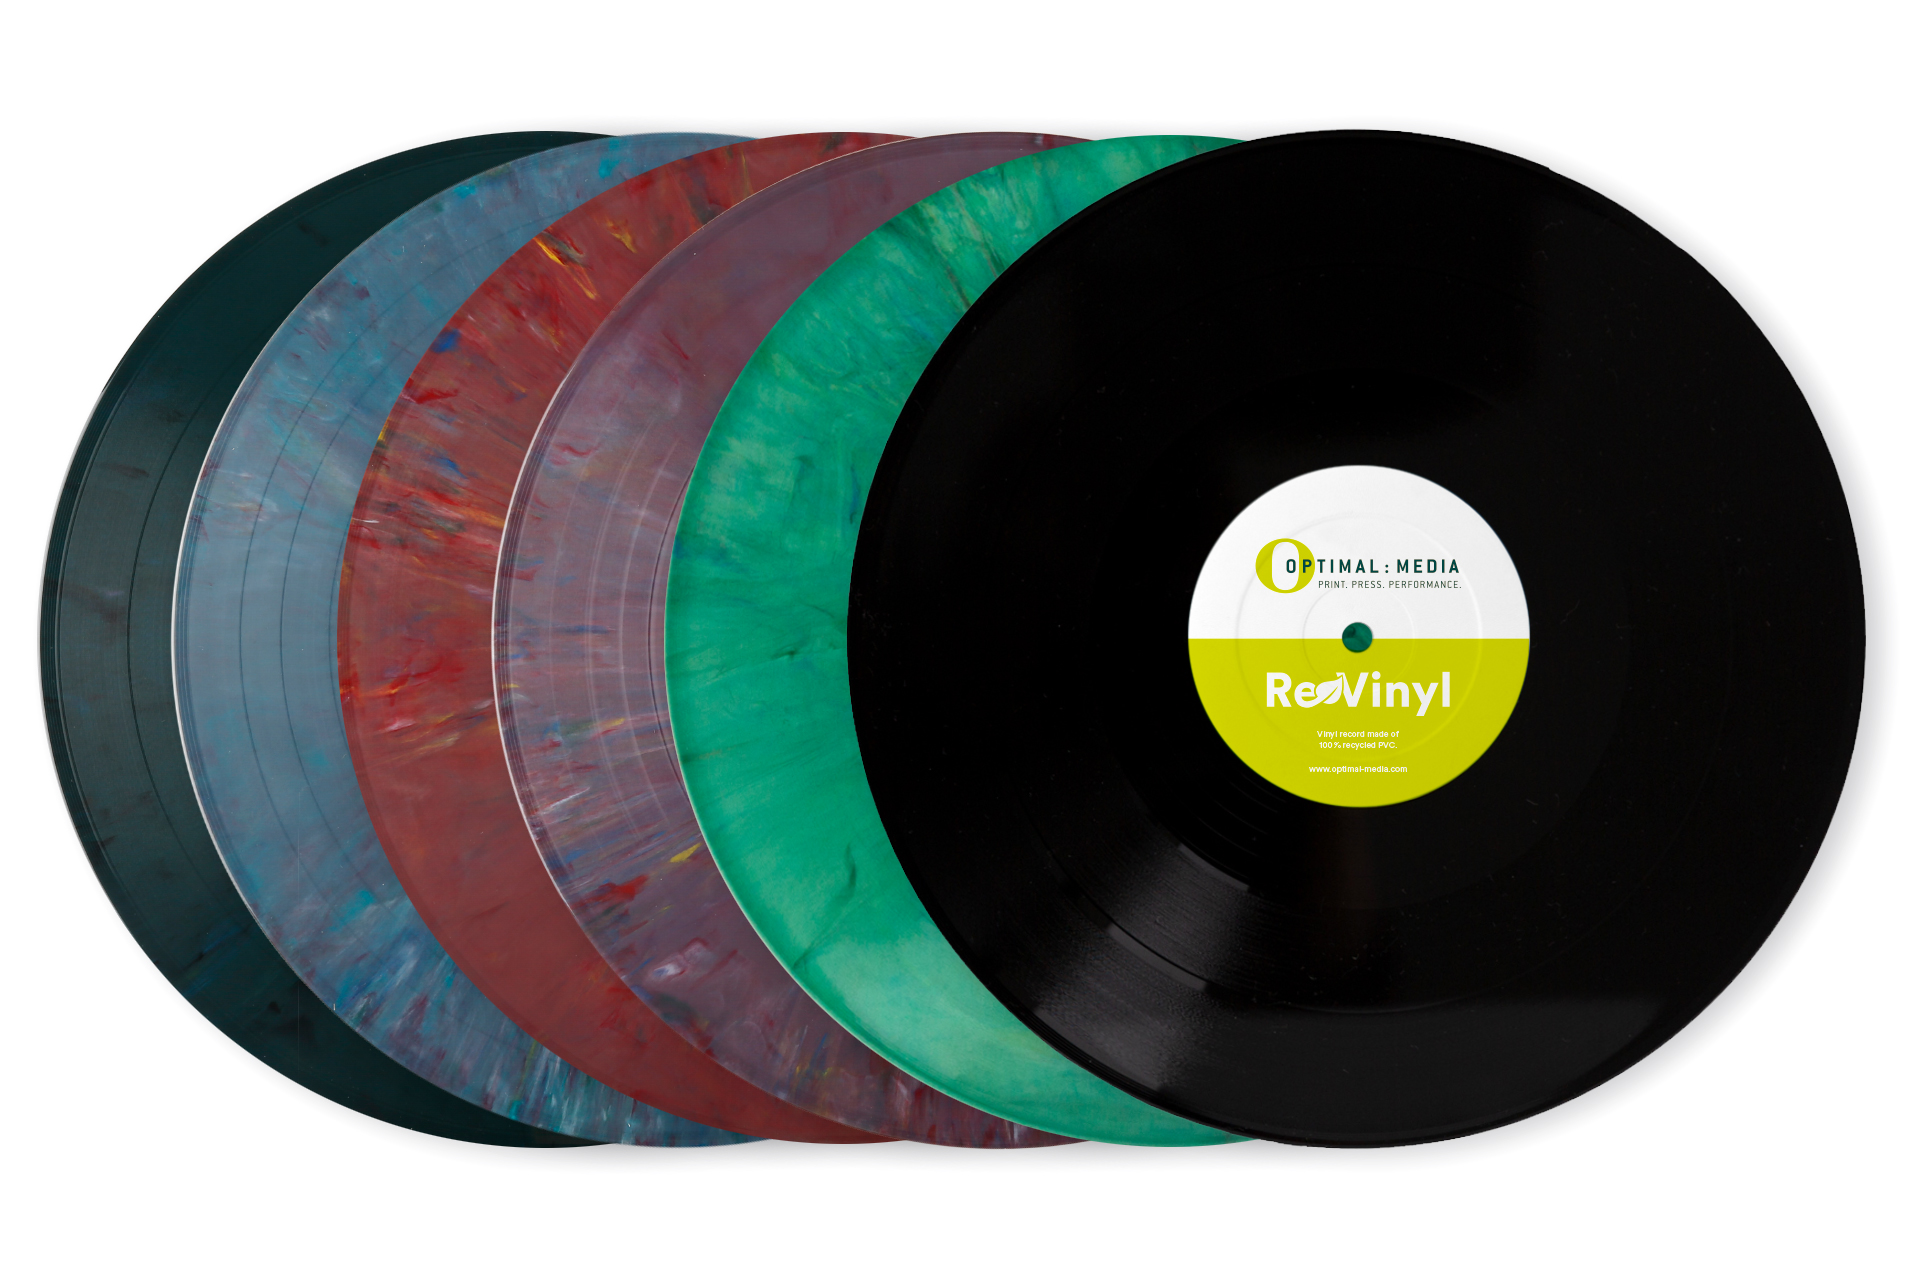 OPTIMAL:MEDIA
PRINT. PRESS. PERFORMANCE.
ReVinyl
Vinyl record made of
100% recycled PVC.
www.optimal-media.com